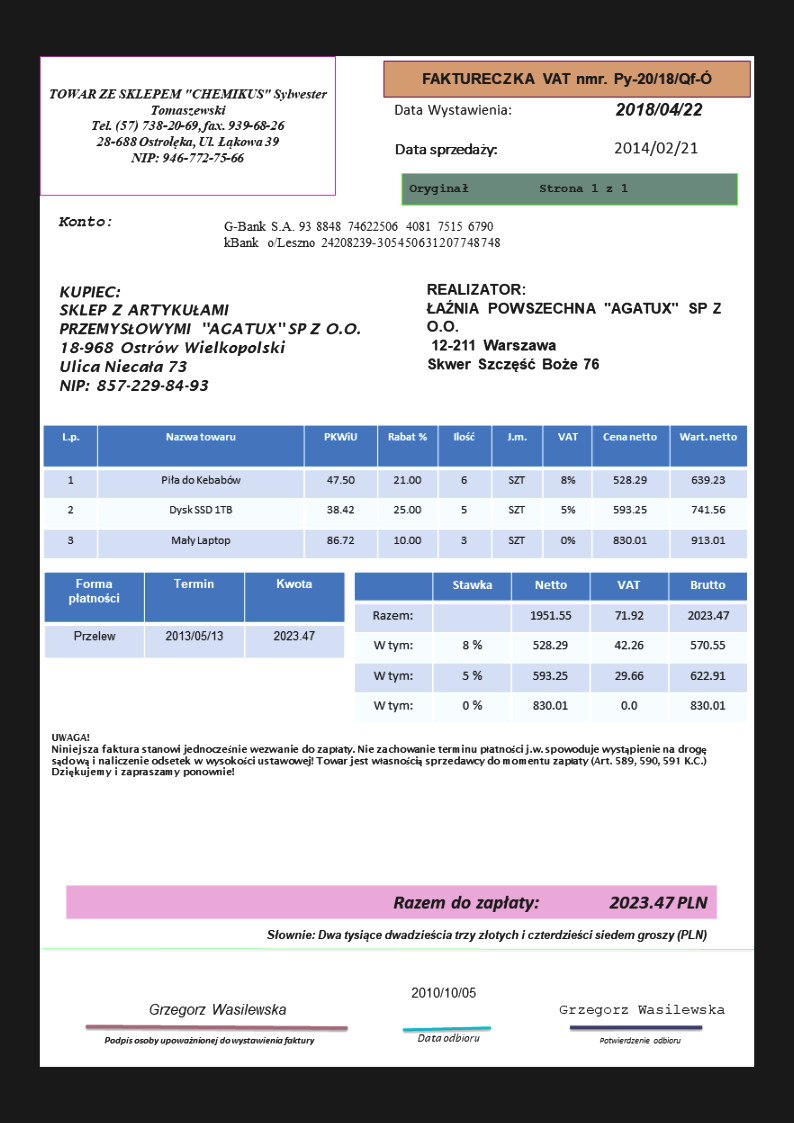 TOWAR ZE SKLEPEM "CHEMIKUS" Sylwester
Tomaszewski
Tel. (57) 738-20-69, fax. 939-68-26
28-688 Ostrołęka, Ul. Łąkowa 39
NIP: 946-772-75-66
FAKTURECZKA VAT nmr. Py-20/18/Qf-Ó
Data Wystawienia: 2018/04/22
Data sprzedaży: 2014/02/21
Oryginał Strona 1 z 1
Konto:
G-Bank S.A. 93 8848 74622506 4081 7515 6790
kBank o/Leszno 24208239-305450631207748748
KUPIEC:
SKLEP Z ARTYKUŁAMI
PRZEMYSŁOWYMI "AGATUX" SP Z O.O.
18-968 Ostrów Wielkopolski
Ulica Niecała 73
NIP: 857-229-84-93
REALIZATOR:
ŁAŹNIA POWSZECHNA "AGATUX" SP Z
O.O.
12-211 Warszawa
Skwer Szczęść Boże 76
L.p. Nazwa towaru PKWiU Rabat % Ilość J.m. VAT Cena netto Wart. netto
1 Piła do Kebabów 47.50 21.00 6 SZT 8% 528.29 639.23
2 Dysk SSD 1TB 38.42 25.00 5 SZT 5% 593.25 741.56
3 Mały Laptop 86.72 10.00 3 SZT 0% 830.01 913.01
Forma
płatności Termin Kwota
Przelew 2013/05/13 2023.47
Stawka Netto VAT Brutto
Razem: 1951.55 71.92 2023.47
W tym: 8 % 528.29 42.26 570.55
W tym: 5 % 593.25 29.66 622.91
W tym: 0 % 830.01 0.0 830.01
UWAGA!
Niniejsza faktura stanowi jednocześnie wezwanie do zapłaty. Nie zachowanie terminu płatności j.w. spowoduje wystąpienie na drogę
sądową i naliczenie odsetek w wysokości ustawowej! Towar jest własnością sprzedawcy do momentu zapłaty (Art. 589, 590, 591 K.C.)
Dziękujemy i zapraszamy ponownie!
Razem do zapłaty: 2023.47 PLN
Słownie: Dwa tysiące dwadzieścia trzy złotych i czterdzieści siedem groszy (PLN)
Grzegorz Wasilewska
Podpis osoby upoważnionej do wystawienia faktury
2010/10/05
Data odbioru
Grzegorz Wasilewska
Potwierdzenie odbioru